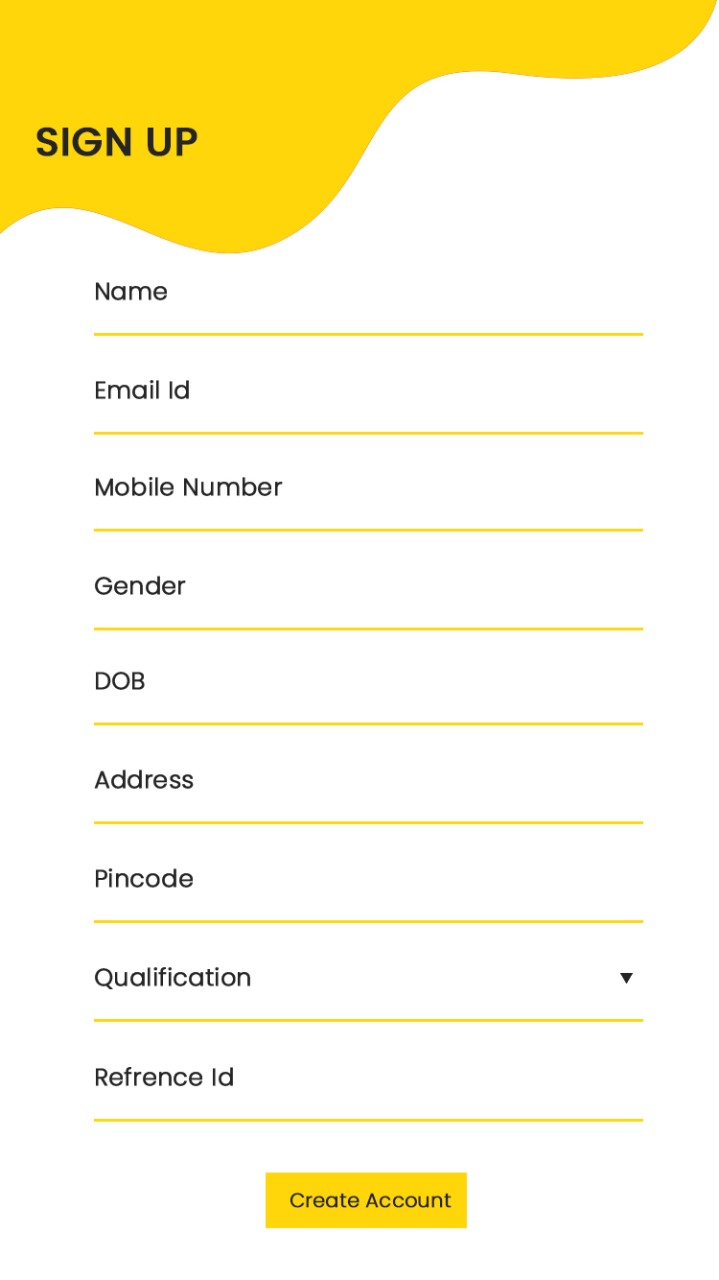 SIGN UP
Name
Email Id
Mobile Number
Gender
DOB
Address
Pincode
Qualification
Refrence Id
Create Account